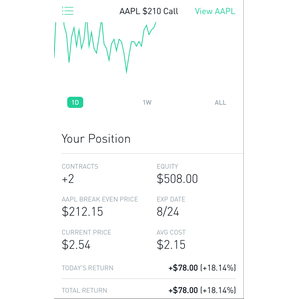 AAPL $210 Call View AAPL
1D 1W ALL
Your Position
CONTRACTS EQUITY
+2 $508.00
AAPL BREAK EVEN PRICE EXP DATE
$212.15 8/24
CURRENT PRICE AVG COST
$2.54 $2.15
TODAY'S RETURN +$78.00 (+18.14%)
TOTAL RETURN +$78.00 (+18.14%)